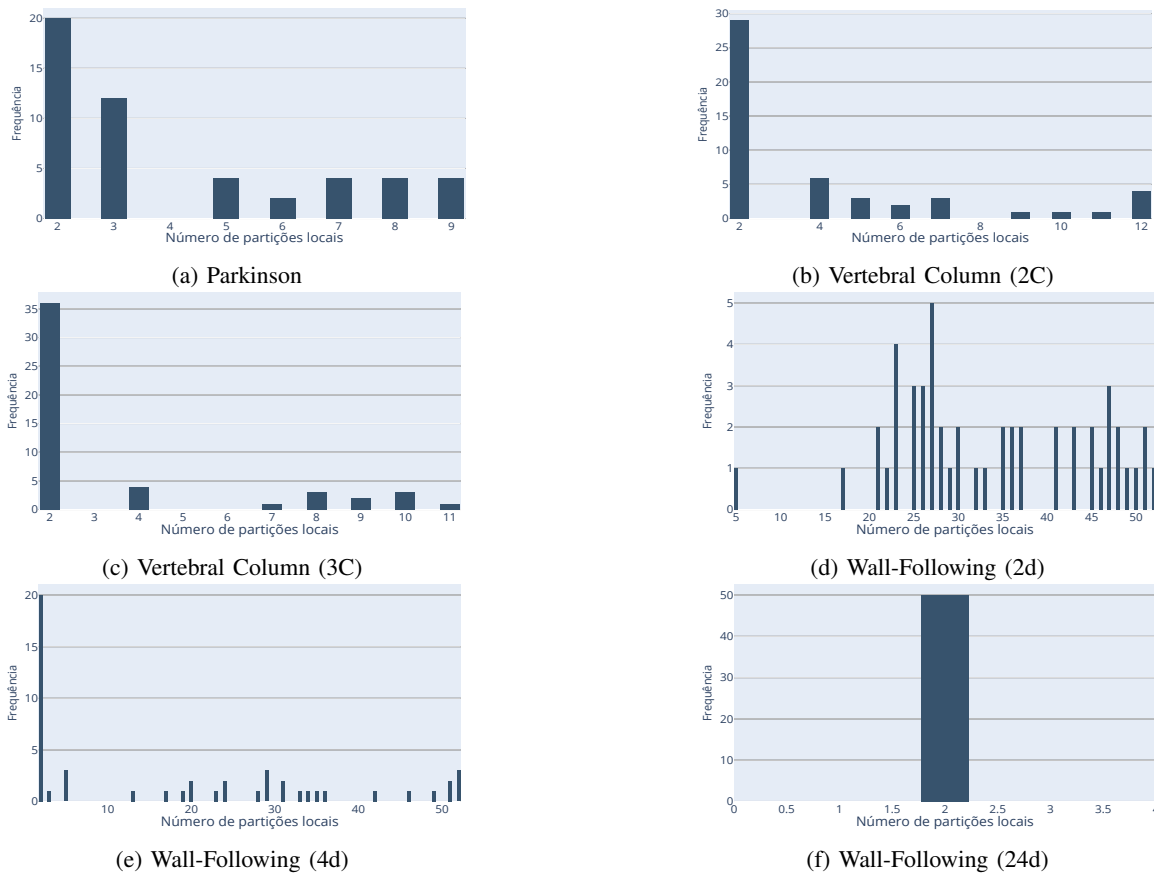 20
15
10
5
0
Frequência
2 3 4 5 6 7 8 9
Número de partições locais
(a) Parkinson
30
25
20
15
10
5
0
Frequência
2 4 6 8 10 12
Número de partições locais
(b) Vertebral Column (2C)
35
30
25
20
15
10
5
0
Frequência
2 3 4 5 6 7 8 9 10 11
Número de partições locais
(c) Vertebral Column (3C)
5
4
3
2
1
0
Frequência
5 10 15 20 25 30 35 40 45 50
Número de partições locais
(d) Wall-Following (2d)
20
15
10
5
0
Frequência
10 20 30 40 50
Número de partições locais
(e) Wall-Following (4d)
50
40
30
20
10
0
Frequência
0 0.5 1 1.5 2 2.5 3 3.5
Número de partições locais
(f) Wall-Following (24d)